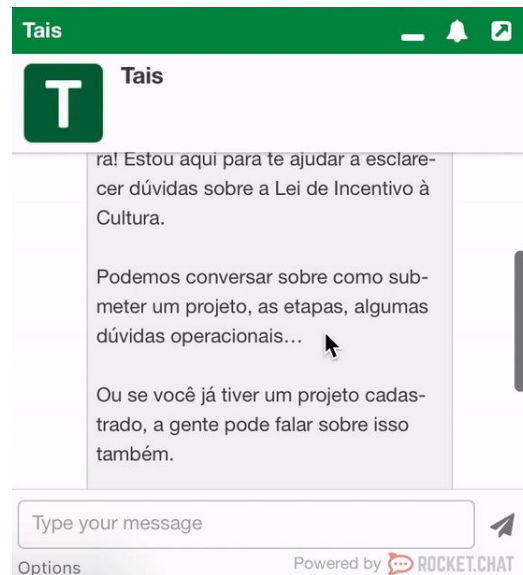 Tais
T
Tais
ra! Estou aqui para te ajudar a esclare-
cer dúvidas sobre a Lei de Incentivo à
Cultura.
Podemos conversar sobre como sub-
meter um projeto, as etapas, algumas
dúvidas operacionais…
Ou se você já tiver um projeto cadas-
trado, a gente pode falar sobre isso
também.
Type your message
Options
Powered by ROCKET.CHAT